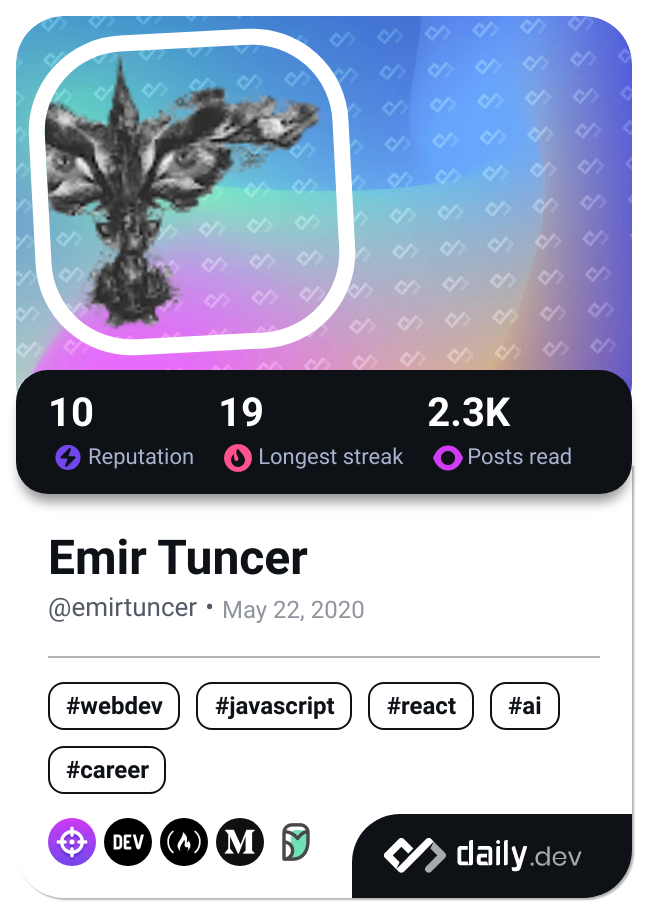 10 19 2.3K
Reputation Longest streak Posts read
Emir Tuncer
@emirtuncer • May 22, 2020
#webdev #javascript #react #ai
#career
DEV M daily.dev